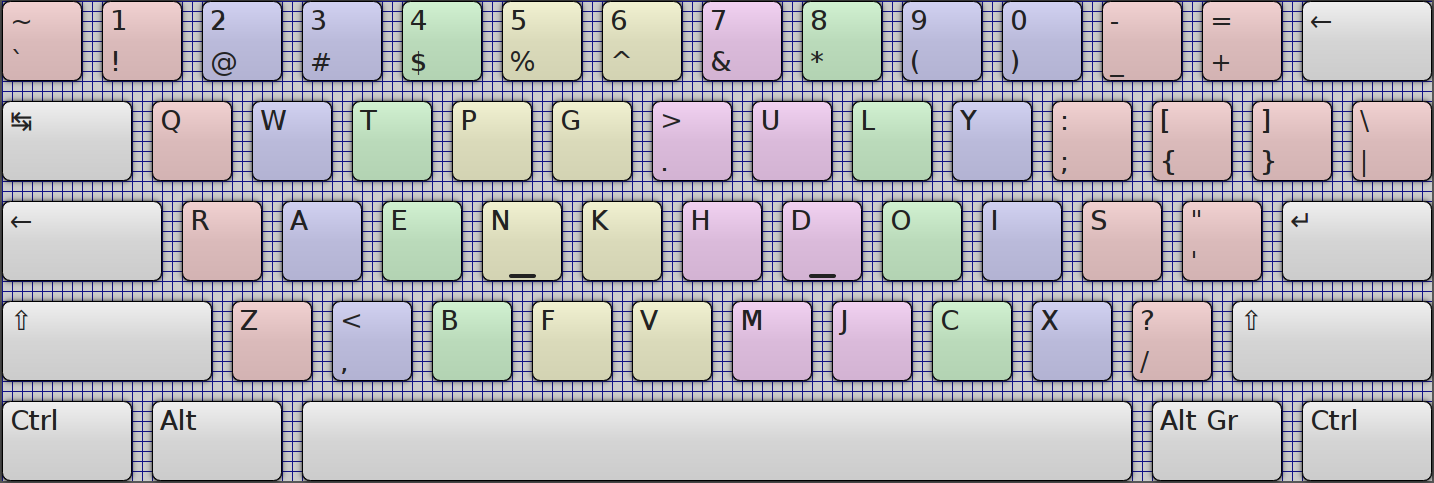 ~ 1 2 3 4 5 6 7 8 9 0 - = ←
` ! @ # $ % ^ & * ( ) _ +
↹ Q W T P G > U L Y : [ ] \
. ; { } |
← R A E N K H D O I S " ↵
'
⇧ Z < B F V M J C X ? ⇧
, /
Ctrl Alt Alt Gr Ctrl